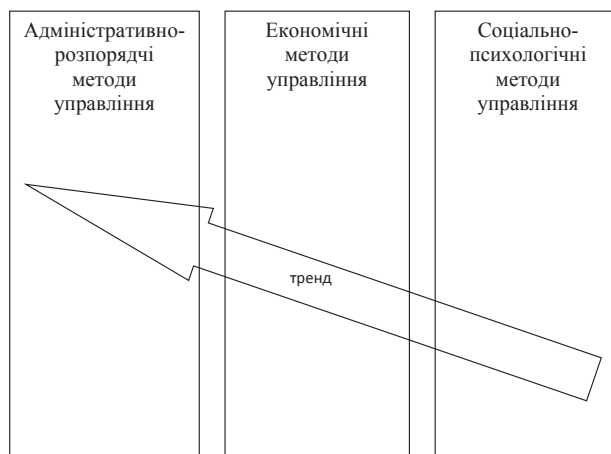 Адміністративно-
розпорядчі
методи
управління
Економічні
методи
управління
Соціально-
психологічні
методи
управління
тренд